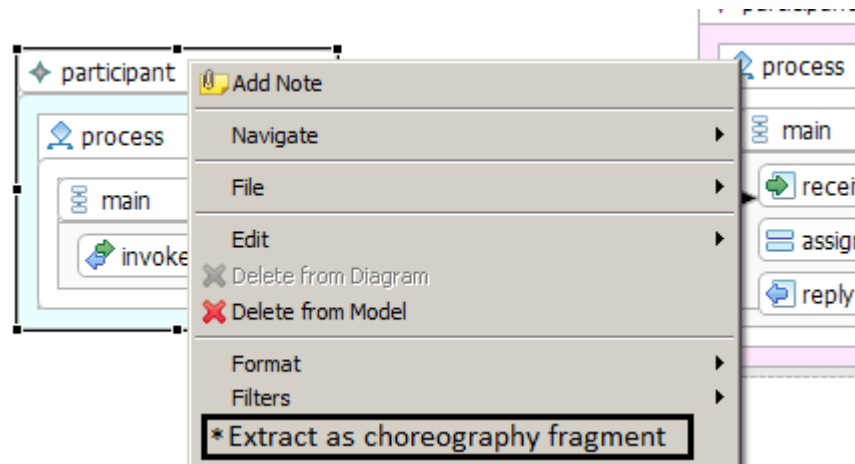 participant
process
main
invoke
Add Note
Navigate
File
Edit
Delete from Diagram
Delete from Model
Format
Filters
*Extract as choreography fragment
process
main
recei
assign
reply